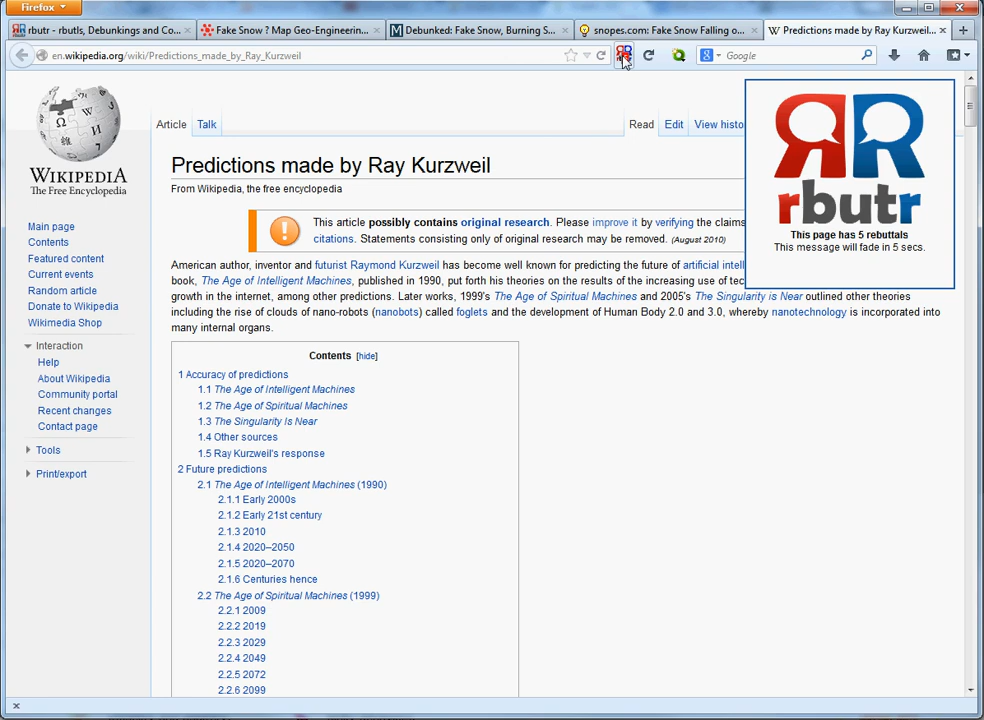 Firefox
rbutr - rbutls, Debunkings and Co...
Fake Snow ? Map Geo-Engineerin...
Debunked: Fake Snow, Burning S...
snopes.com: Fake Snow Falling o...
Predictions made by Ray Kurzweil...
en.wikipedia.org/wiki/Predictions_made_by_Ray_Kurzweil
Google
WIKIPEDIA
The Free Encyclopedia
Main page
Contents
Featured content
Current events
Random article
Donate to Wikipedia
Wikimedia Shop
Interaction
Help
About Wikipedia
Community portal
Recent changes
Contact page
Tools
Print/export
Article Talk
Read Edit View histo
Predictions made by Ray Kurzweil
From Wikipedia, the free encyclopedia
This article possibly contains original research. Please improve it by verifying the claims
citations. Statements consisting only of original research may be removed. (August 2010)
American author, inventor and futurist Raymond Kurzweil has become well known for predicting the future of artificial intell
book, The Age of Intelligent Machines, published in 1990, put forth his theories on the results of the increasing use of tec
growth in the internet, among other predictions. Later works, 1999's The Age of Spiritual Machines and 2005's The Singularity is Near outlined other theories
including the rise of clouds of nano-robots (nanobots) called foglets and the development of Human Body 2.0 and 3.0, whereby nanotechnology is incorporated into
many internal organs.
Contents [hide]
1 Accuracy of predictions
1.1 The Age of Intelligent Machines
1.2 The Age of Spiritual Machines
1.3 The Singularity Is Near
1.4 Other sources
1.5 Ray Kurzweil's response
2 Future predictions
2.1 The Age of Intelligent Machines (1990)
2.1.1 Early 2000s
2.1.2 Early 21st century
2.1.3 2010
2.1.4 2020–2050
2.1.5 2020–2070
2.1.6 Centuries hence
2.2 The Age of Spiritual Machines (1999)
2.2.1 2009
2.2.2 2019
2.2.3 2029
2.2.4 2049
2.2.5 2072
2.2.6 2099
rbutr
This page has 5 rebuttals
This message will fade in 5 secs.